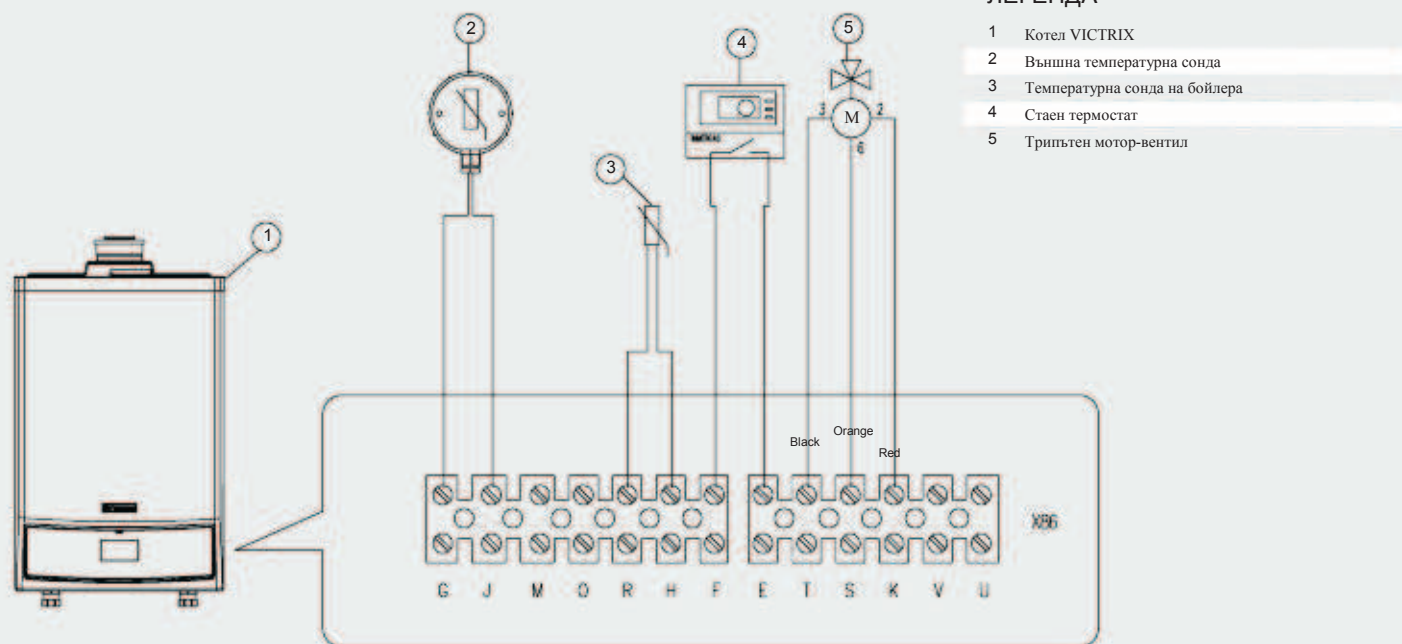 ЛЕГЕНДА
1 Котел VICTRIX
2 Външна температурна сонда
3 Температурна сонда на бойлера
4 Стаен термостат
5 Трипътен мотор-вентил
2
4
5
3
1
3 M 2
6
Black
Orange
Red
X86
G J M O R H F E T S K V U